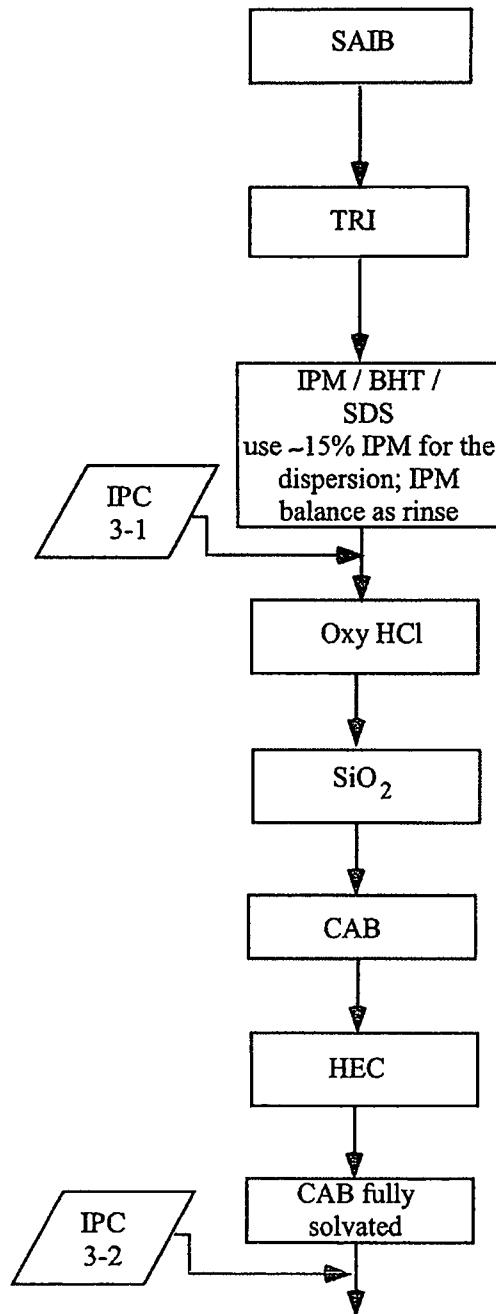 SAIB
TRI
IPM / BHT /
SDS
use ~15% IPM for the
dispersion; IPM
balance as rinse
IPC
3-1
Oxy HCl
SiO2
CAB
HEC
CAB fully
solvated
IPC
3-2